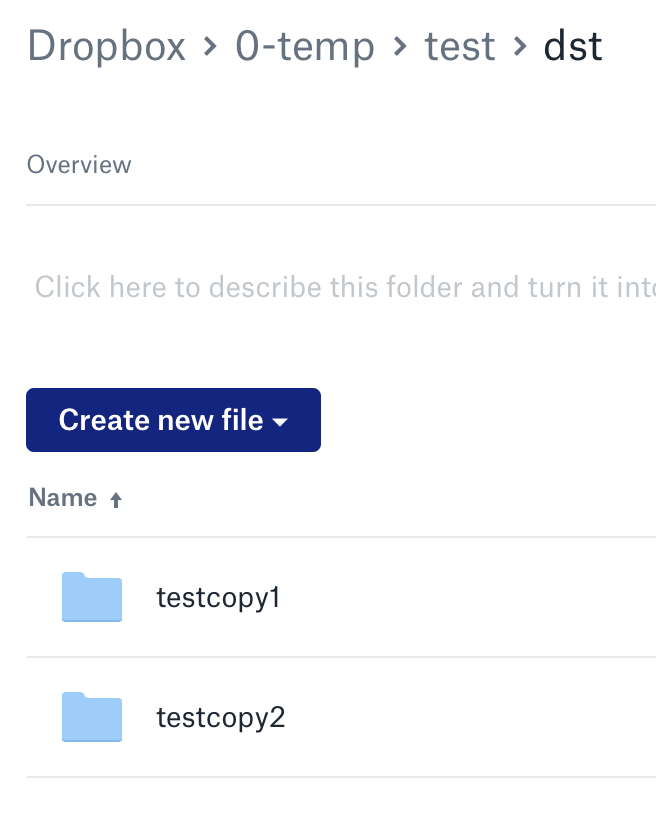 Dropbox > 0-temp > test > dst
Overview
Click here to describe this folder and turn it into
Create new file
Name
testcopy1
testcopy2